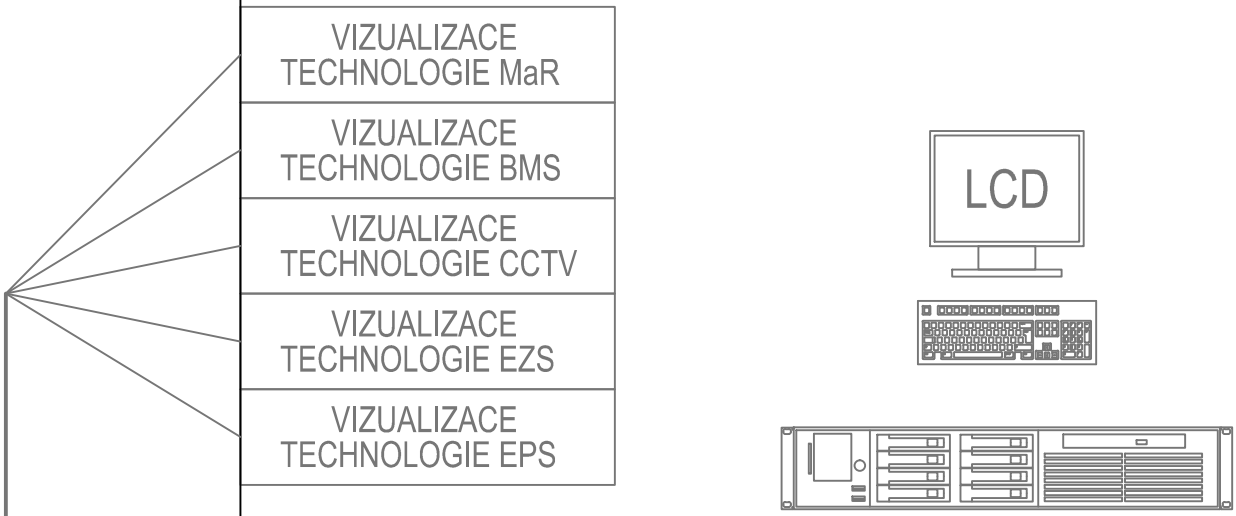 VIZUALIZACE
TECHNOLOGIE MaR
VIZUALIZACE
TECHNOLOGIE BMS
VIZUALIZACE
TECHNOLOGIE CCTV
VIZUALIZACE
TECHNOLOGIE EZS
VIZUALIZACE
TECHNOLOGIE EPS
LCD